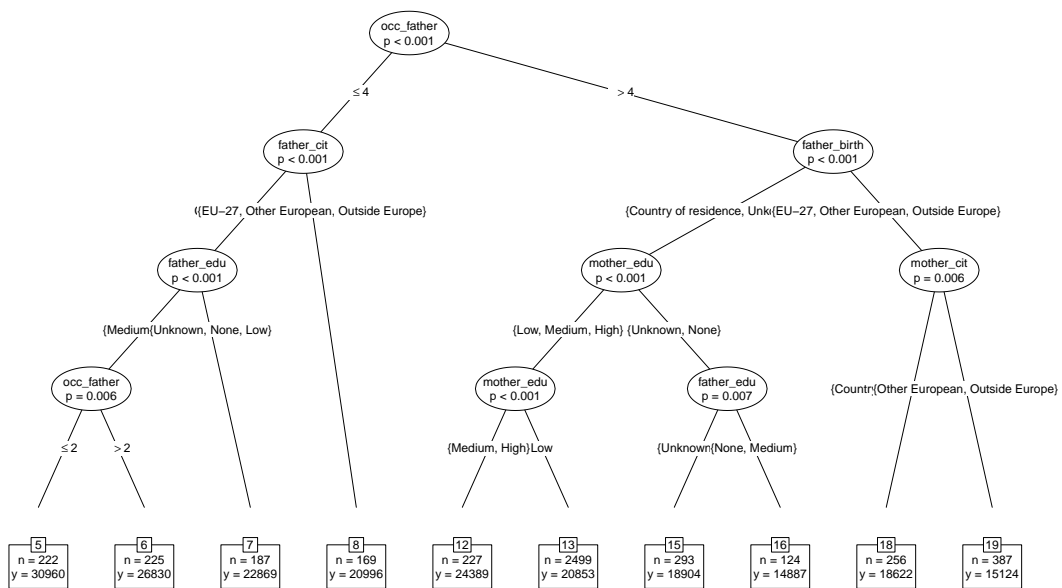 occ_father
p < 0.001
≤ 4
> 4
father_cit
p < 0.001
father_birth
p < 0.001
{EU−27, Other European, Outside Europe}
{Country of residence,
{EU−27, Other European, Outside Europe}
father_edu
p < 0.001
mother_edu
p < 0.001
mother_cit
p = 0.006
{Medium
{Unknown, None, Low}
{Low, Medium, High}
{Unknown, None}
occ_father
p = 0.006
mother_edu
p < 0.001
father_edu
p = 0.007
{Other European, Outside Europe}
≤ 2
> 2
{Medium, High}
Low
{Unknown
{None, Medium}
5
n = 222
y = 30960
6
n = 225
y = 26830
7
n = 187
y = 22869
8
n = 169
y = 20996
12
n = 227
y = 24389
13
n = 2499
y = 20853
15
n = 293
y = 18904
16
n = 124
y = 14887
18
n = 256
y = 18622
19
n = 387
y = 15124